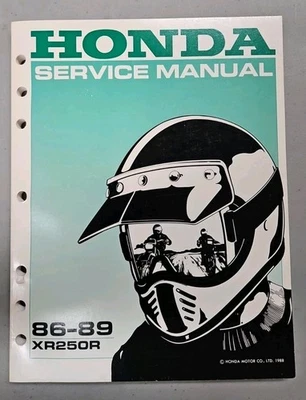 HONDA
SERVICE MANUAL
86-89
XR250R
© HONDA MOTOR CO., LTD. 1988